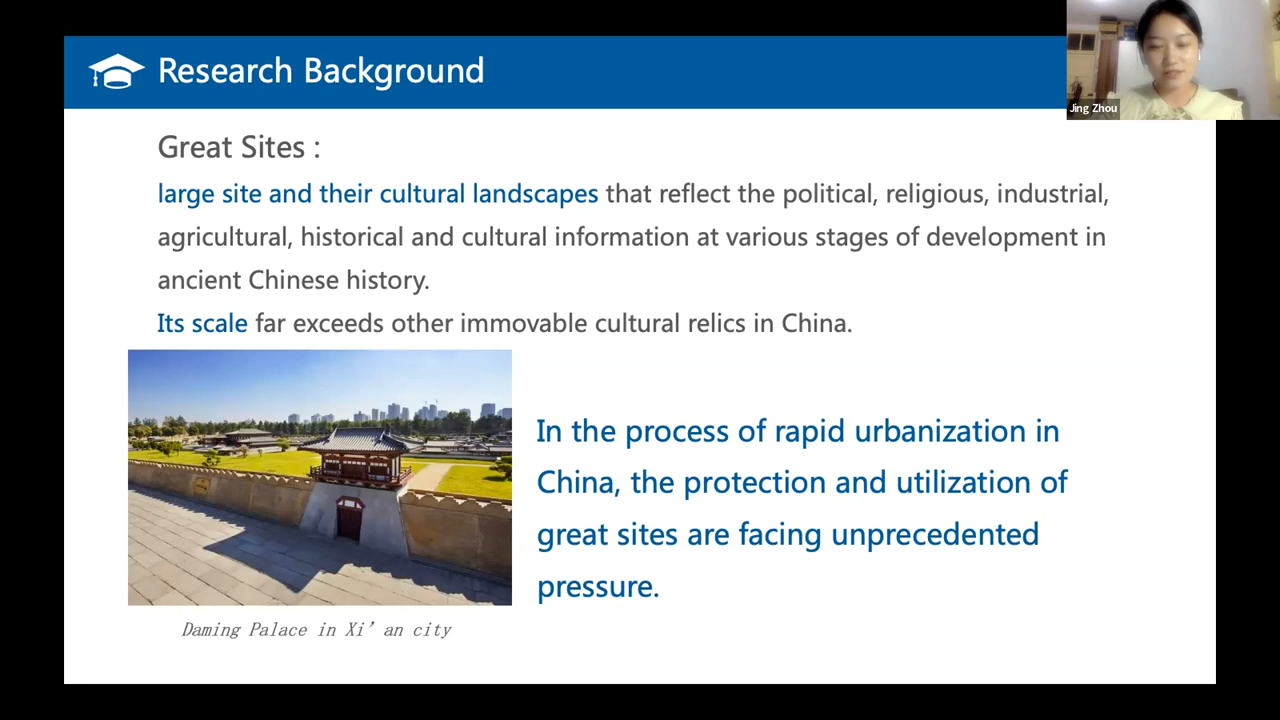 Research Background
Jing Zhou
Great Sites :
large site and their cultural landscapes that reflect the political, religious, industrial,
agricultural, historical and cultural information at various stages of development in
ancient Chinese history.
Its scale far exceeds other immovable cultural relics in China.
In the process of rapid urbanization in
China, the protection and utilization of
great sites are facing unprecedented
pressure.
Daming Palace in Xi’an city